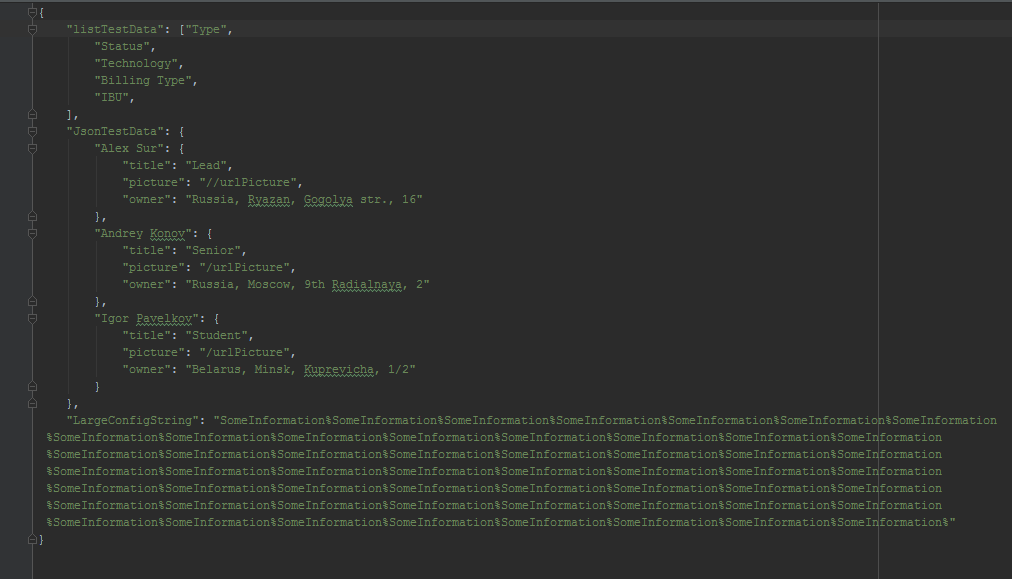 {
"listTestData": ["Type",
"Status",
"Technology",
"Billing Type",
"IBU",
],
"JsonTestData": {
"Alex Sur": {
"title": "Lead",
"picture": "//urlPicture",
"owner": "Russia, Ryazan, Gogolya str., 16"
},
"Andrey Konov": {
"title": "Senior",
"picture": "/urlPicture",
"owner": "Russia, Moscow, 9th Radialnaya, 2"
},
"Igor Pavelkov": {
"title": "Student",
"picture": "/urlPicture",
"owner": "Belarus, Minsk, Kuprevicha, 1/2"
}
},
"LargeConfigString": "SomeInformation%SomeInformation%SomeInformation%SomeInformation%SomeInformation%SomeInformation%SomeInformation
%SomeInformation%SomeInformation%SomeInformation%SomeInformation%SomeInformation%SomeInformation%SomeInformation%SomeInformation
%SomeInformation%SomeInformation%SomeInformation%SomeInformation%SomeInformation%SomeInformation%SomeInformation%SomeInformation
%SomeInformation%SomeInformation%SomeInformation%SomeInformation%SomeInformation%SomeInformation%SomeInformation%SomeInformation
%SomeInformation%SomeInformation%SomeInformation%SomeInformation%SomeInformation%SomeInformation%SomeInformation%SomeInformation
%SomeInformation%SomeInformation%SomeInformation%SomeInformation%SomeInformation%SomeInformation%SomeInformation%SomeInformation
%SomeInformation%SomeInformation%SomeInformation%SomeInformation%SomeInformation%SomeInformation%SomeInformation%SomeInformation%"
}